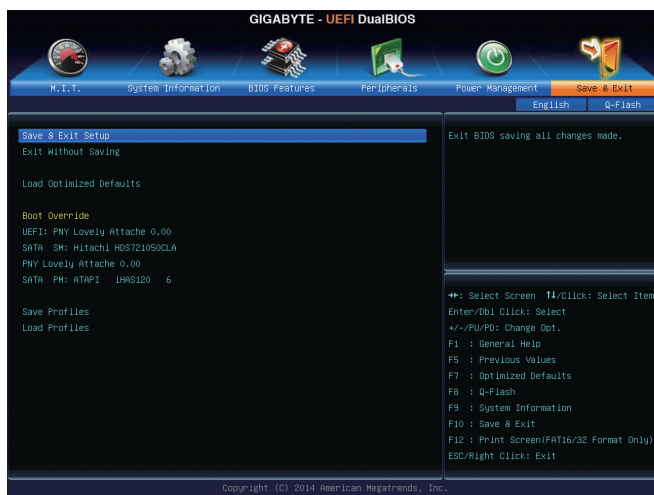 GIGABYTE - UEFI DualBIOS
M.I.T.
System Information
BIOS Features
Peripherals
Power Management
Save & Exit
English
Q-Flash
Save & Exit Setup
Exit Without Saving
Load Optimized Defaults
Boot Override
UEFI: PNY Lovely Attache 0.00
SATA SM: Hitachi HDS721050CLA
PNY Lovely Attache 0.00
SATA PM: ATAPI iHAS120 6
Save Profiles
Load Profiles
Exit BIOS saving all changes made.
→←: Select Screen ↑↓/Click: Select Item
Enter/Dbl Click: Select
+/-/PU/PD: Change Opt.
F1 : General Help
F5 : Previous Values
F7 : Optimized Defaults
F8 : Q-Flash
F9 : System Information
F10 : Save & Exit
F12 : Print Screen(FAT16/32 Format Only)
ESC/Right Click: Exit
Copyright (C) 2014 American Megatrends, Inc.